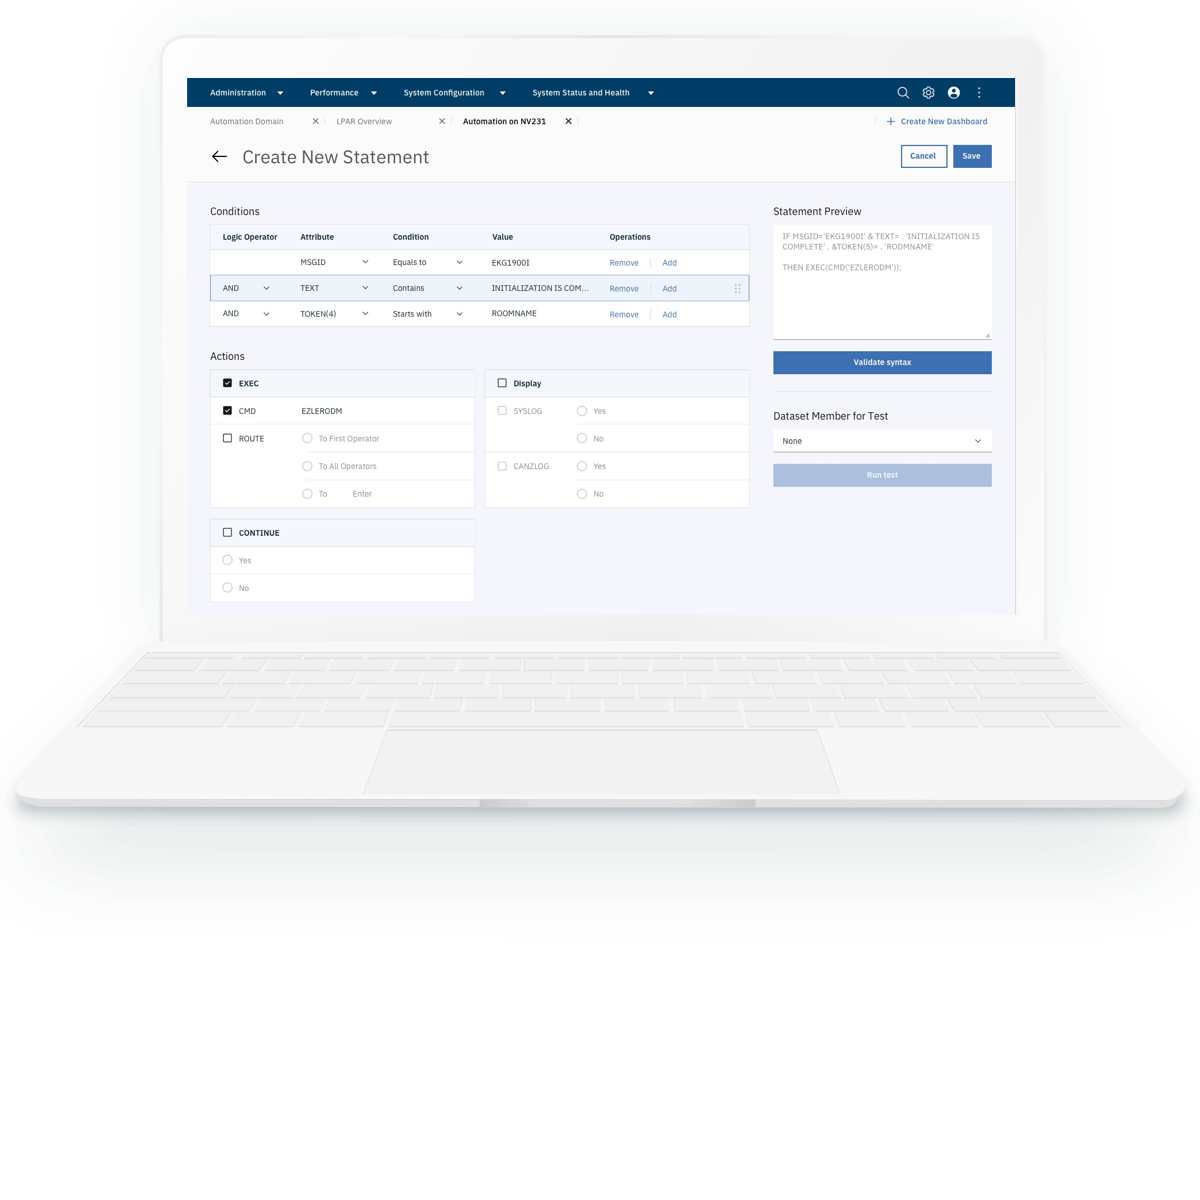 Administration Performance System Configuration System Status and Health
Automation Domain LPAR Overview Automation on NV231 + Create New Dashboard
Create New Statement Cancel Save
Conditions
Logic Operator Attribute Condition Value Operations
MSGID Equals to EKG1900I Remove Add
AND TEXT Contains INITIALIZATION IS COM... Remove Add
AND TOKEN(4) Starts with ROOMNAME Remove Add
Actions
EXEC
CMD EZLERODM
ROUTE To First Operator
To All Operators
To Enter
Display
SYSLOG Yes
No
CANZLOG Yes
No
CONTINUE
Yes
No
Statement Preview
IF MSGID='EKG1900I' & TEXT= . 'INITIALIZATION IS
COMPLETE' . &TOKEN(5)= . 'RODMNAME'
THEN EXEC(CMD('EZLERODM'));
Validate syntax
Dataset Member for Test
None
Run test